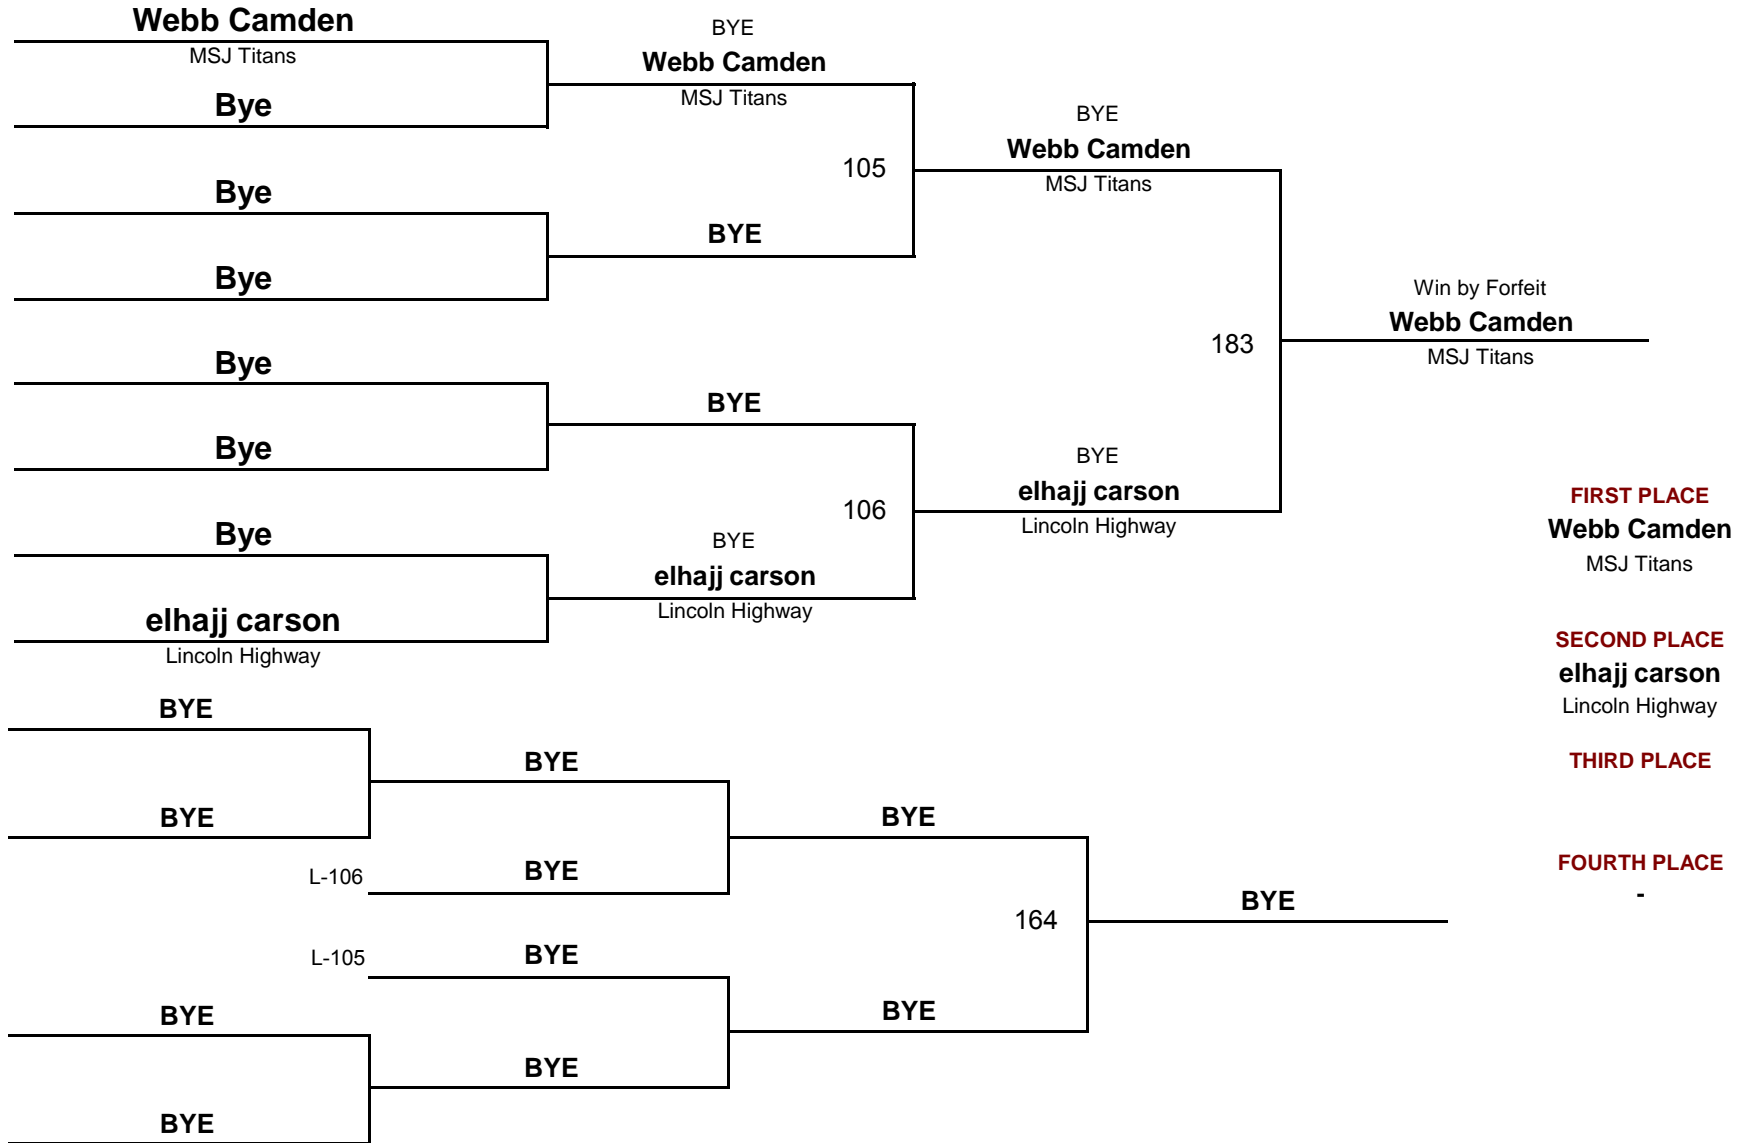 Webb Camden
MSJ Titans
Bye
Bye
Bye
Bye
Bye
Bye
elhajj carson
Lincoln Highway
BYE
Webb Camden
MSJ Titans
105
BYE
BYE
106
BYE
elhajj carson
Lincoln Highway
BYE
Webb Camden
MSJ Titans
183
BYE
elhajj carson
Lincoln Highway
Win by Forfeit
Webb Camden
MSJ Titans
FIRST PLACE
Webb Camden
MSJ Titans
SECOND PLACE
elhajj carson
Lincoln Highway
THIRD PLACE
FOURTH PLACE
-
BYE
BYE
BYE
BYE
BYE
L-106
BYE
L-105
BYE
BYE
BYE
164
BYE
BYE